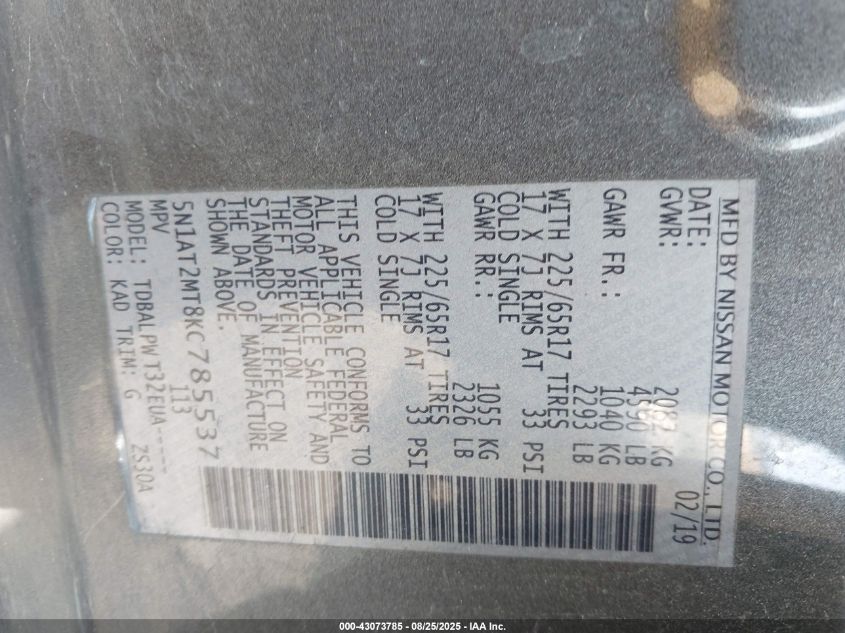 MFD BY NISSAN MOTOR CO., LTD.
DATE: 02/19
GVWR: 2082 KG
4590 LB
GAWR FR.: 1040 KG
2293 LB
WITH 225/65R17 TIRES
17 X 7J RIMS AT 33 PSI
COLD SINGLE
GAWR RR.: 1055 KG
2326 LB
WITH 225/65R17 TIRES
17 X 7J RIMS AT 33 PSI
COLD SINGLE
THIS VEHICLE CONFORMS TO
ALL APPLICABLE FEDERAL
MOTOR VEHICLE SAFETY AND
THEFT PREVENTION
STANDARDS IN EFFECT ON
THE DATE OF MANUFACTURE
SHOWN ABOVE.
5N1AT2MT8KC785537
MPV 113
MODEL: TDBALPWT32EUA-----
COLOR: KAD TRIM: G 2S30A
000-43073785 - 08/25/2025 - IAA Inc.